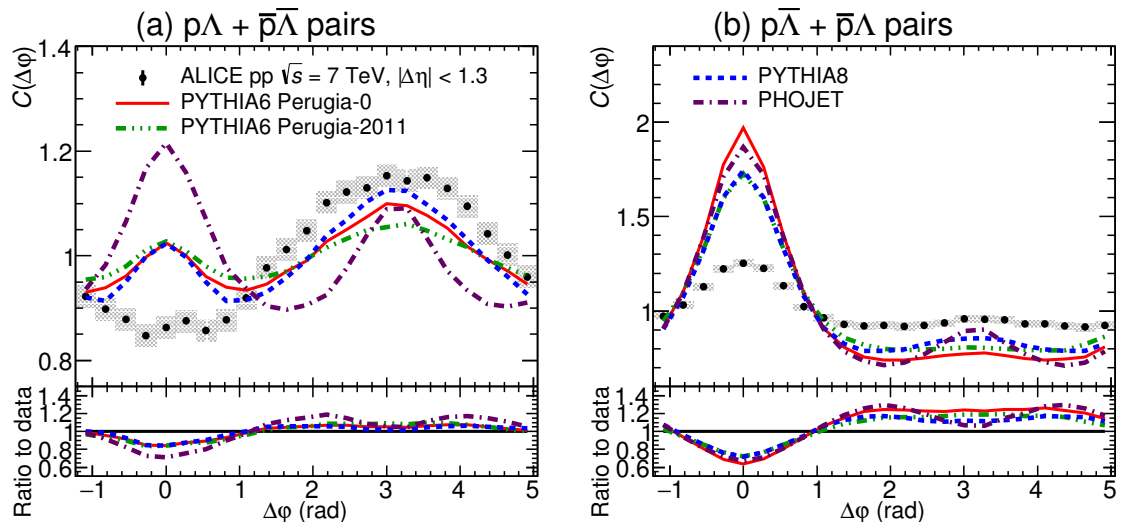 (a) pΛ + p̅Λ̅ pairs
C(Δφ)
1.4
1.2
1
0.8
ALICE pp √s = 7 TeV, |Δη| < 1.3
PYTHIA6 Perugia-0
PYTHIA6 Perugia-2011
Ratio to data
1.4
1.2
1.0
0.8
0.6
−1 0 1 2 3 4 5
Δφ (rad)
(b) pΛ̅ + p̅Λ pairs
C(Δφ)
2
1.5
1
PYTHIA8
PHOJET
Ratio to data
1.4
1.2
1.0
0.8
0.6
−1 0 1 2 3 4 5
Δφ (rad)